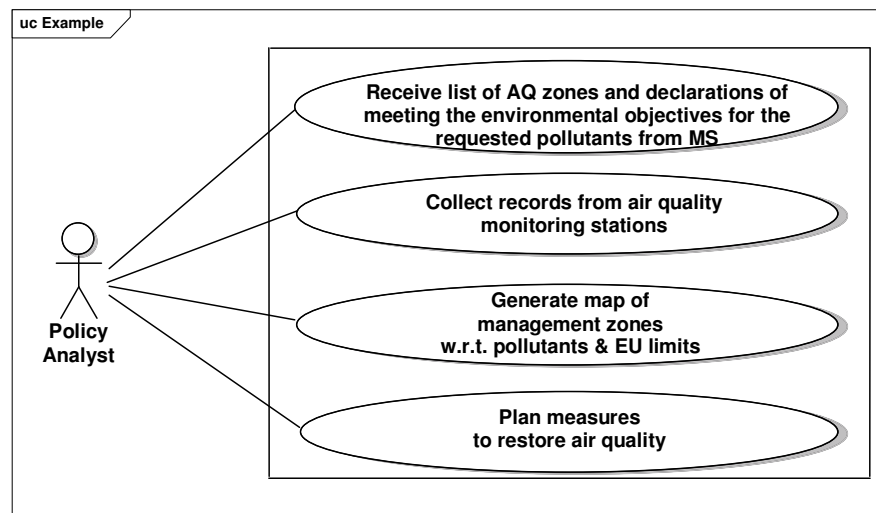 uc Example
Receive list of AQ zones and declarations of
meeting the environmental objectives for the
requested pollutants from MS
Collect records from air quality
monitoring stations
Generate map of
management zones
w.r.t. pollutants & EU limits
Plan measures
to restore air quality
Policy
Analyst